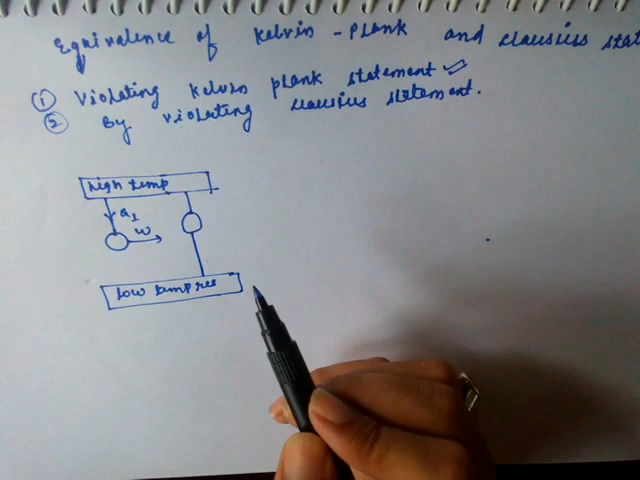 Equivalence of Kelvin - Plank and clausius stat
① Violating Kelvin plank statement ✓
② By violating clausius statement.
high temp
Q1
W
low temp res